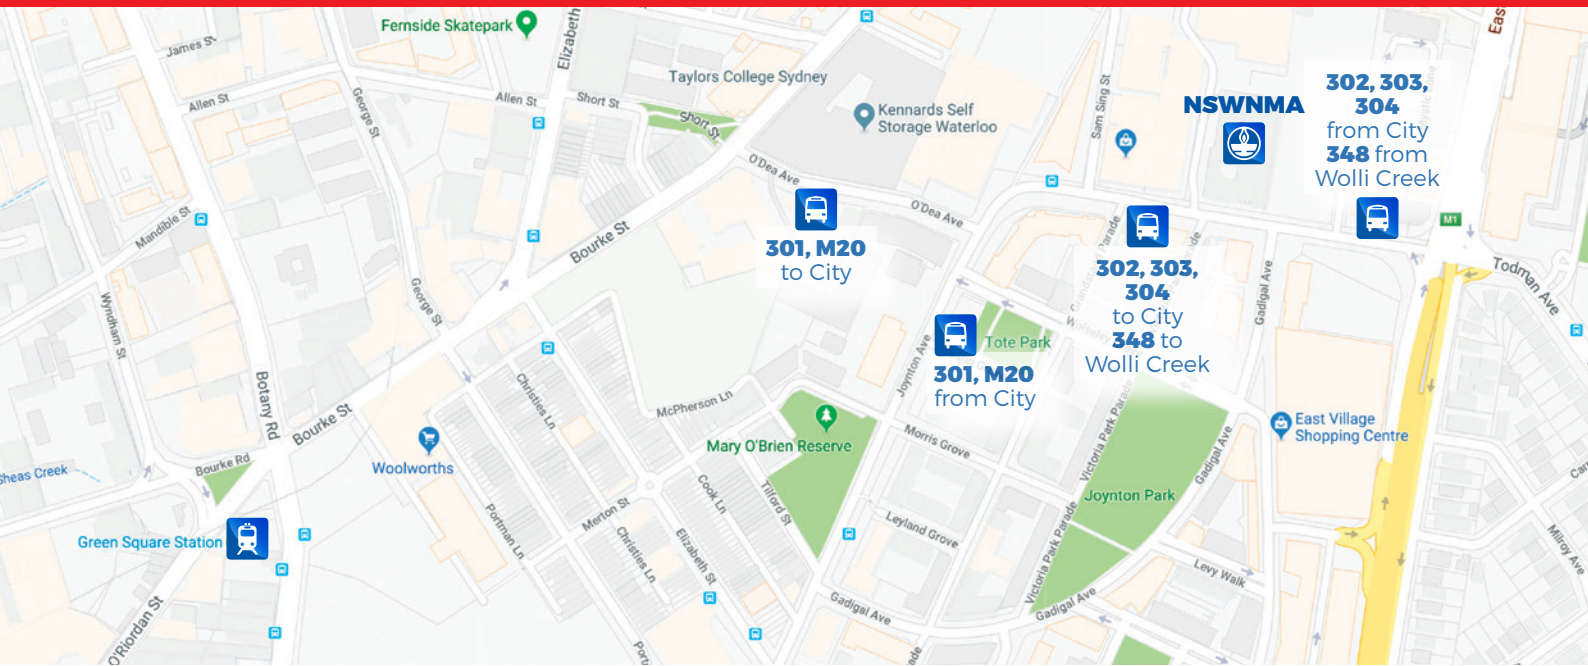 Fernside Skatepark
Elizabeth
Eas
James St
Taylors College Sydney
302, 303,
304
from City
348 from
Wolli Creek
NSWNMA
Allen St
George St
Allen St
Short St
Short St
Kennards Self
Storage Waterloo
Sam Sing St
O'Dea Ave
O'Dea Ave
Mandible St
Bourke St
301, M20
to City
302, 303,
304
to City
348 to
Wolli Creek
M1
Todman Ave
Gadigal Ave
Wyndham St
George St
Tote Park
301, M20
from City
Joynton Ave
Botany Rd
Bourke St
Christies Ln
McPherson Ln
Mary O'Brien Reserve
Morris Grove
Victoria Park Parade
Gadigal Ave
East Village
Shopping Centre
Woolworths
Bourke Rd
Sheas Creek
Green Square Station
Portman Ln
Merton St
Cook Ln
Tilford St
Christies Ln
Elizabeth St
Leyland Grove
Joynton Park
Victoria Park Parade
Levy Walk
Milroy Ave
Gadigal Ave
Gadigal Ave
O'Riordan St